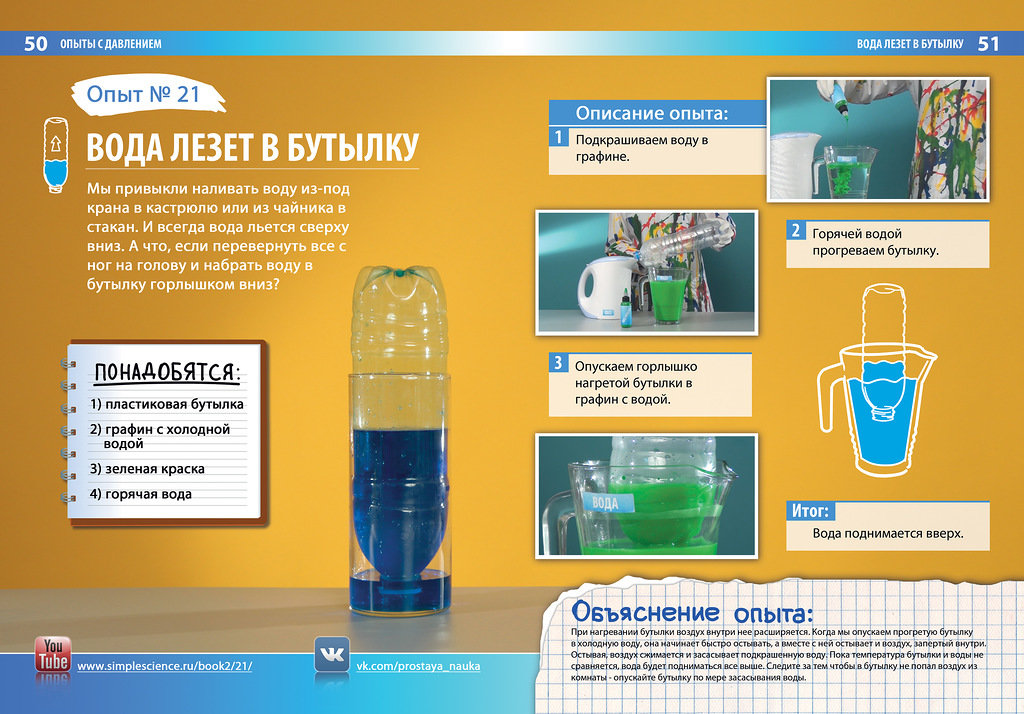 50 ОПЫТЫ С ДАВЛЕНИЕМ
ВОДА ЛЕЗЕТ В БУТЫЛКУ 51
Опыт № 21
ВОДА ЛЕЗЕТ В БУТЫЛКУ
Мы привыкли наливать воду из-под
крана в кастрюлю или из чайника в
стакан. И всегда вода льется сверху
вниз. А что, если перевернуть все с
ног на голову и набрать воду в
бутылку горлышком вниз?
ПОНАДОБЯТСЯ:
1) пластиковая бутылка
2) графин с холодной
водой
3) зеленая краска
4) горячая вода
You
Tube
www.simplescience.ru/book2/21/
vk.com/prostaya_nauka
Описание опыта:
1 Подкрашиваем воду в
графине.
2 Горячей водой
прогреваем бутылку.
3 Опускаем горлышко
нагретой бутылки в
графин с водой.
ВОДА
Итог:
Вода поднимается вверх.
Объяснение опыта:
При нагревании бутылки воздух внутри нее расширяется. Когда мы опускаем прогретую бутылку
в холодную воду, она начинает быстро остывать, а вместе с ней остывает и воздух, запертый внутри.
Остывая, воздух сжимается и засасывает подкрашенную воду. Пока температура бутылки и воды не
сравняется, вода будет подниматься все выше. Следите за тем чтобы в бутылку не попал воздух из
комнаты - опускайте бутылку по мере засасывания воды.